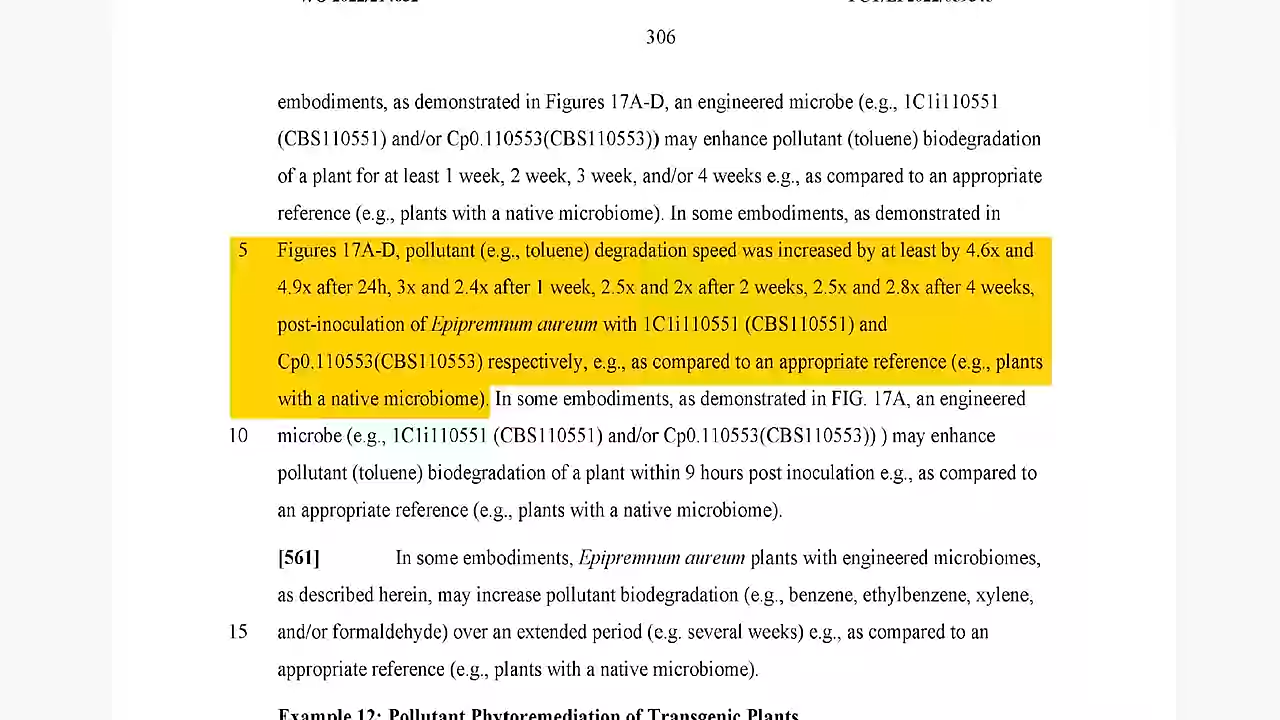 306
embodiments, as demonstrated in Figures 17A-D, an engineered microbe (e.g., 1C1i110551
(CBS110551) and/or Cp0.110553(CBS110553)) may enhance pollutant (toluene) biodegradation
of a plant for at least 1 week, 2 week, 3 week, and/or 4 weeks e.g., as compared to an appropriate
reference (e.g., plants with a native microbiome). In some embodiments, as demonstrated in
5 Figures 17A-D, pollutant (e.g., toluene) degradation speed was increased by at least by 4.6x and
4.9x after 24h, 3x and 2.4x after 1 week, 2.5x and 2x after 2 weeks, 2.5x and 2.8x after 4 weeks,
post-inoculation of Epipremnum aureum with 1C1i110551 (CBS110551) and
Cp0.110553(CBS110553) respectively, e.g., as compared to an appropriate reference (e.g., plants
with a native microbiome). In some embodiments, as demonstrated in FIG. 17A, an engineered
10 microbe (e.g., 1C1i110551 (CBS110551) and/or Cp0.110553(CBS110553)) ) may enhance
pollutant (toluene) biodegradation of a plant within 9 hours post inoculation e.g., as compared to
an appropriate reference (e.g., plants with a native microbiome).
[561] In some embodiments, Epipremnum aureum plants with engineered microbiomes,
as described herein, may increase pollutant biodegradation (e.g., benzene, ethylbenzene, xylene,
15 and/or formaldehyde) over an extended period (e.g. several weeks) e.g., as compared to an
appropriate reference (e.g., plants with a native microbiome).
Example 12: Pollutant Phytoremediation of Transgenic Plants